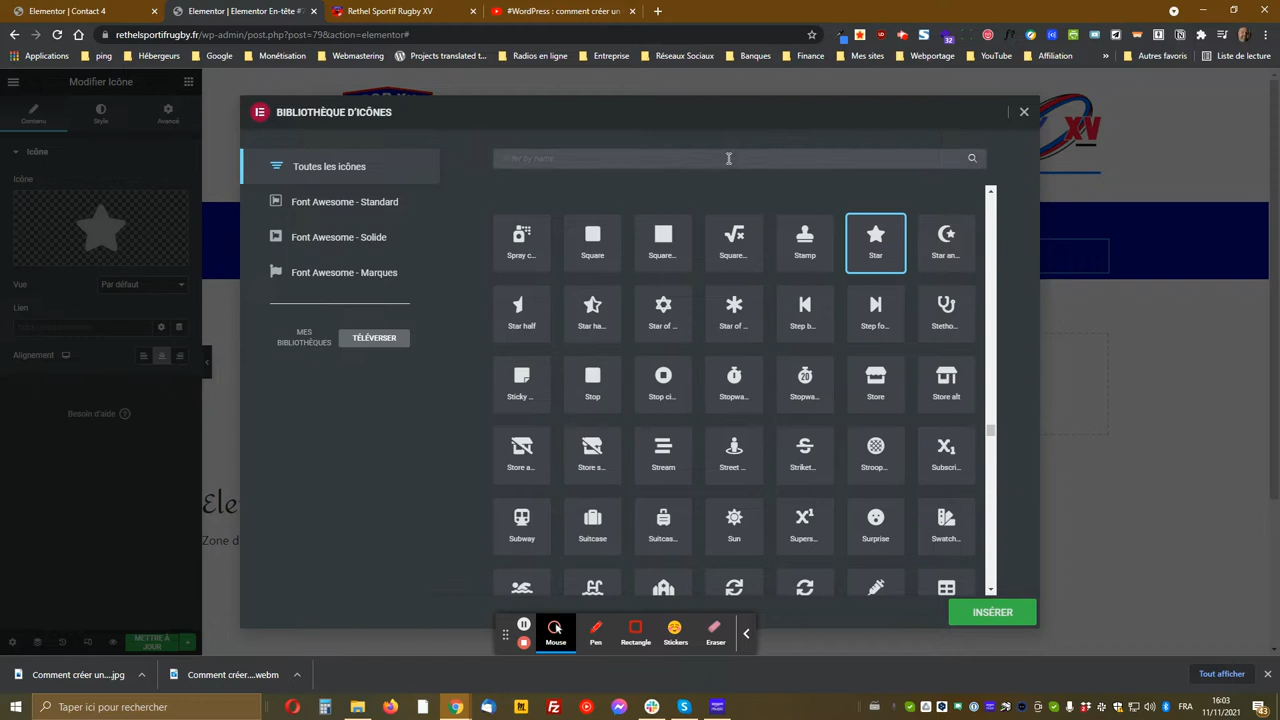 Elementor | Contact 4
Elementor | Elementor En-tête #
Rethel Sportif Rugby XV
#WordPress : comment créer un
rethelsportifrugby.fr/wp-admin/post.php?post=79&action=elementor#
Applications
ping
Hébergeurs
Google
Webmastering
Projects translated t...
Radios en ligne
Entreprise
Réseaux Sociaux
Banques
Finance
Mes sites
Webportage
YouTube
Affiliation
»
Autres favoris
Modifier Icône
Contenu
Style
Avancé
Icône
Icône
Vue
Par défaut
Lien
Alignement
Besoin d'aide
METTRE À
JOUR
BIBLIOTHÈQUE D'ICÔNES
Toutes les icônes
Font Awesome - Standard
Font Awesome - Solide
Font Awesome - Marques
MES
BIBLIOTHÈQUES
TÉLÉVERSER
Filter by name...
Spray c...
Square
Square...
Square...
Stamp
Star
Star an...
Star half
Star ha...
Star of ...
Star of ...
Step b...
Step fo...
Stetho...
Sticky ...
Stop
Stop ci...
Stopwa...
Stopwa...
Store
Store alt
Store a...
Store s...
Stream
Street ...
Striket...
Stroop...
Subscri...
Subway
Suitcase
Suitcas...
Sun
Supers...
Surprise
Swatch...
INSÉRER
XV
Ele
Zone d
Mouse
Pen
Rectangle
Stickers
Eraser
Comment créer un....jpg
Comment créer....webm
Tout afficher
Taper ici pour rechercher
16:03
11/11/2021